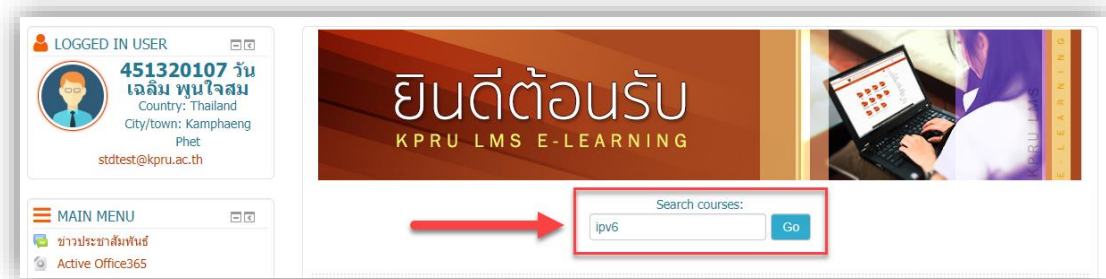 LOGGED IN USER
451320107 วัน
เฉลิม พูนใจสม
Country: Thailand
City/town: Kamphaeng
Phet
stdtest@kpru.ac.th
MAIN MENU
ข่าวประชาสัมพันธ์
Active Office365
ยินดีต้อนรับ
KPRU LMS E-LEARNING
KPRU LMS
E-LEARNING
Search courses:
ipv6
Go